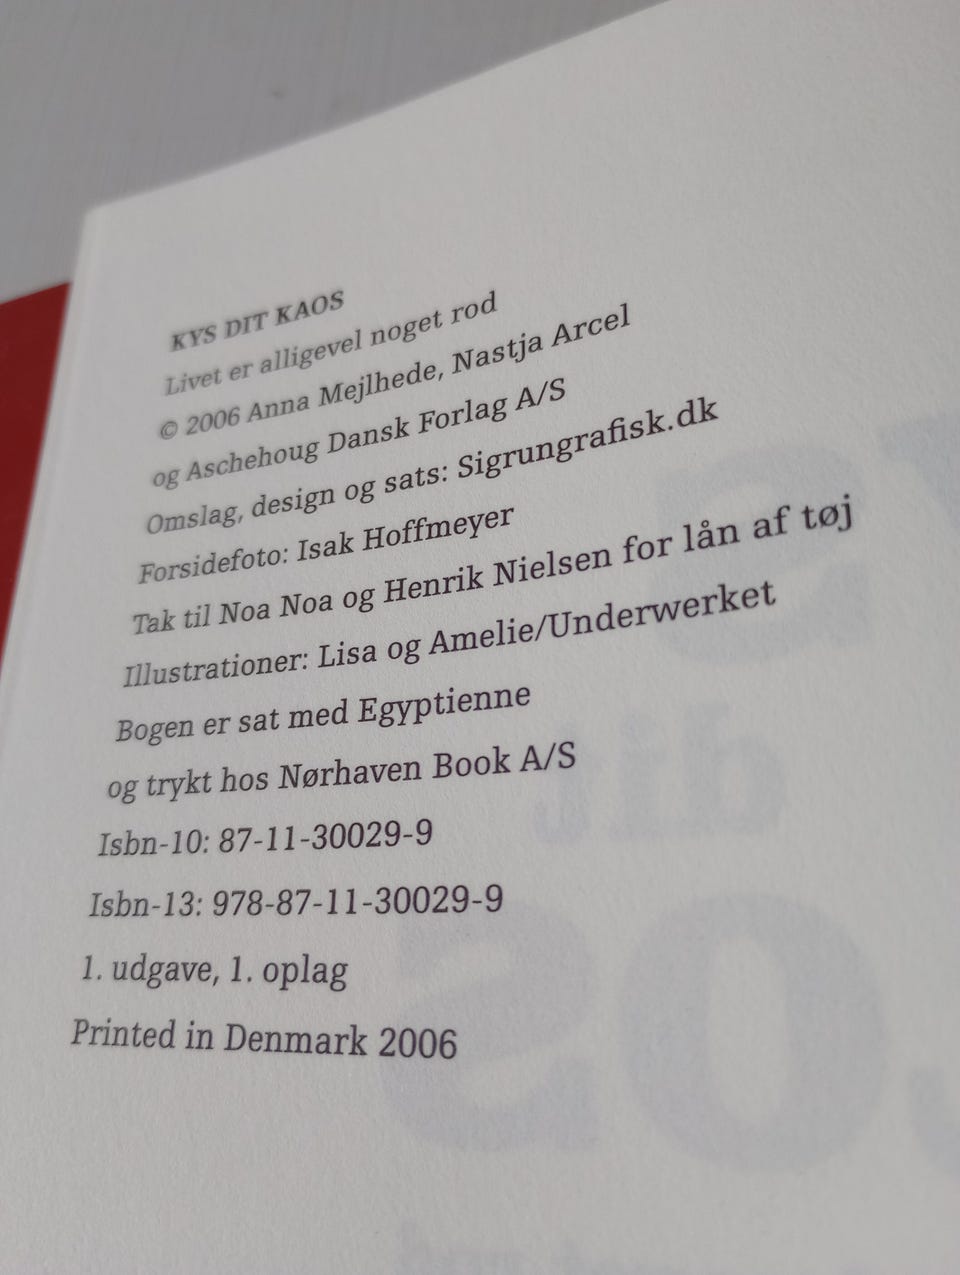 KYS DIT KAOS
Livet er alligevel noget rod
© 2006 Anna Mejlhede, Nastja Arcel
og Aschehoug Dansk Forlag A/S
Omslag, design og sats: Sigrungrafisk.dk
Forsidefoto: Isak Hoffmeyer
Tak til Noa Noa og Henrik Nielsen for lån af tøj
Illustrationer: Lisa og Amelie/Underwerket
Bogen er sat med Egyptienne
og trykt hos Nørhaven Book A/S
Isbn-10: 87-11-30029-9
Isbn-13: 978-87-11-30029-9
1. udgave, 1. oplag
Printed in Denmark 2006